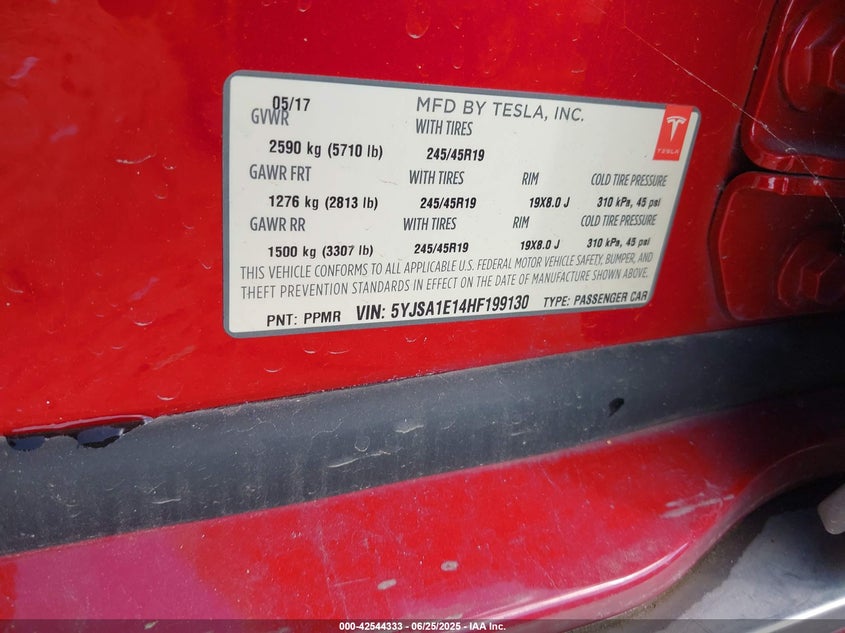 05/17 MFD BY TESLA, INC.
GVWR WITH TIRES
2590 kg (5710 lb) 245/45R19
TESLA
GAWR FRT WITH TIRES RIM COLD TIRE PRESSURE
1276 kg (2813 lb) 245/45R19 19X8.0 J 310 kPa, 45 psi
GAWR RR WITH TIRES RIM COLD TIRE PRESSURE
1500 kg (3307 lb) 245/45R19 19X8.0 J 310 kPa, 45 psi
THIS VEHICLE CONFORMS TO ALL APPLICABLE U.S. FEDERAL MOTOR VEHICLE SAFETY, BUMPER, AND
THEFT PREVENTION STANDARDS IN EFFECT ON THE DATE OF MANUFACTURE SHOWN ABOVE.
PNT: PPMR VIN: 5YJSA1E14HF199130 TYPE: PASSENGER CAR
000-42544333 - 06/25/2025 - IAA Inc.